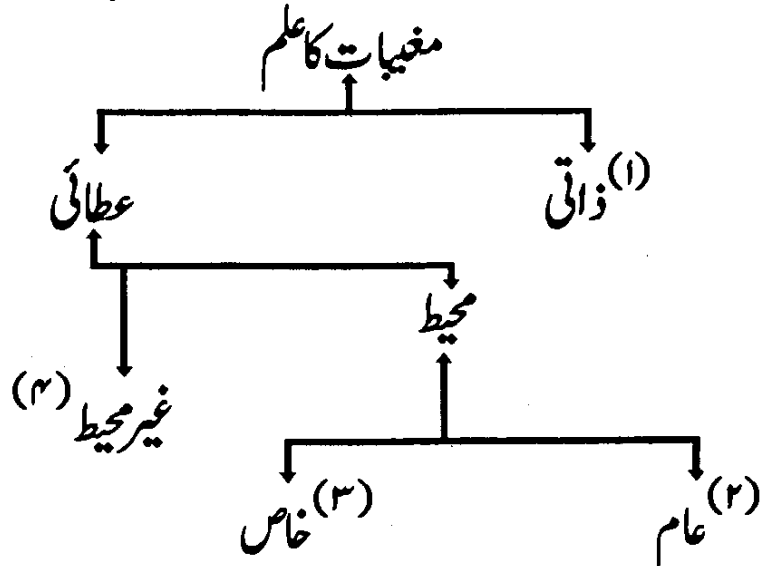 مغیبات کا علم
(۱) ذاتی
عطائی
محیط
غیر محیط (۴)
(۲) عام
(۳) خاص